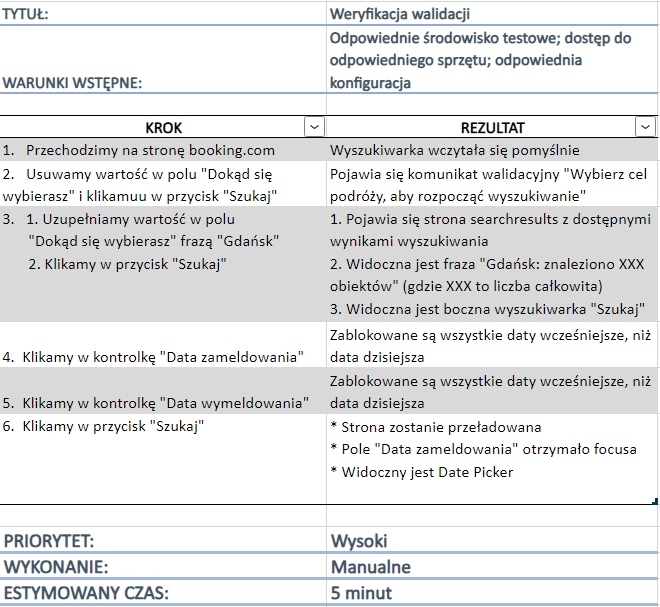 TYTUŁ: Weryfikacja walidacji
WARUNKI WSTĘPNE: Odpowiednie środowisko testowe; dostęp do
odpowiedniego sprzętu; odpowiednia
konfiguracja
KROK REZULTAT
1. Przechodzimy na stronę booking.com
Wyszukiwarka wczytała się pomyślnie
2. Usuwamy wartość w polu "Dokąd się
wybierasz" i klikamuu w przycisk "Szukaj"
Pojawia się komunikat walidacyjny "Wybierz cel
podróży, aby rozpocząć wyszukiwanie"
3. 1. Uzupełniamy wartość w polu
"Dokąd się wybierasz" frazą "Gdańsk"
2. Klikamy w przycisk "Szukaj"
1. Pojawia się strona searchresults z dostępnymi
wynikami wyszukiwania
2. Widoczna jest fraza "Gdańsk: znaleziono XXX
obiektów" (gdzie XXX to liczba całkowita)
3. Widoczna jest boczna wyszukiwarka "Szukaj"
4. Klikamy w kontrolkę "Data zameldowania"
Zablokowane są wszystkie daty wcześniejsze, niż
data dzisiejsza
5. Klikamy w kontrolkę "Data wymeldowania"
Zablokowane są wszystkie daty wcześniejsze, niż
data dzisiejsza
6. Klikamy w przycisk "Szukaj"
* Strona zostanie przeładowana
* Pole "Data zameldowania" otrzymało focusa
* Widoczny jest Date Picker
PRIORYTET: Wysoki
WYKONANIE: Manualne
ESTYMOWANY CZAS: 5 minut